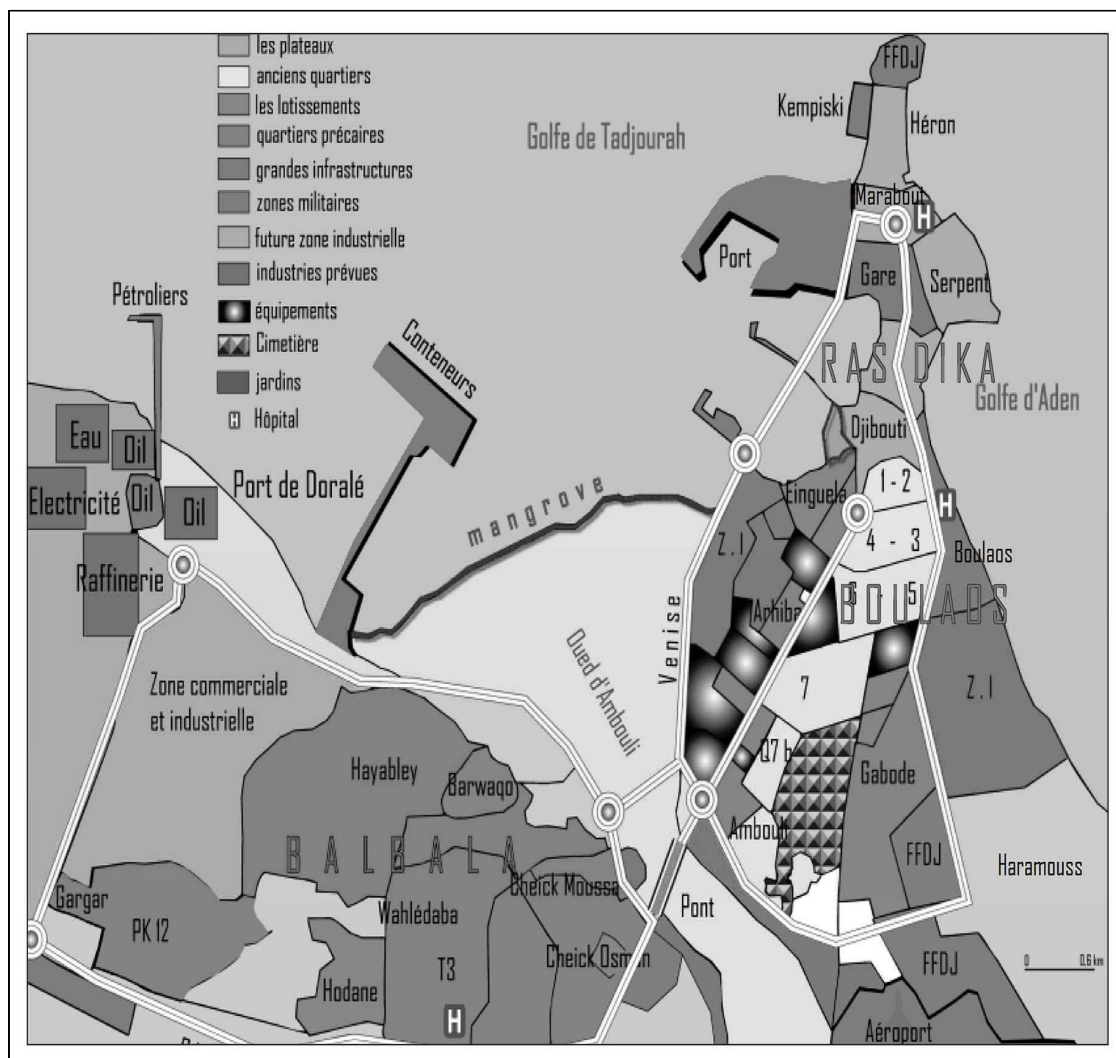 les plateaux
anciens quartiers
les lotissements
quartiers précaires
grandes infrastructures
zones militaires
future zone industrielle
industries prévues
équipements
Cimetière
jardins
H Hôpital
FFDJ
Kempiski
Héron
Golfe de Tadjourah
Marabout
H
Port
Gare
Serpent
Pétroliers
Conteneurs
RAS DIKA
Golfe d'Aden
Djibouti
Eau
Oil
Electricité
Oil
Oil
Port de Doralé
mangrove
Einguela
1 - 2
H
Z.I
4 - 3
Boulaos
Raffinerie
Arhiba
6 - 5
BOULAOS
Venise
Oued d'Ambouli
Zone commerciale
et industrielle
7
Z.I
Q7 b
Hayabley
Barwaqo
Gabode
Ambouli
BALBALA
FFDJ
Haramouss
Cheick Moussa
Gargar
PK 12
Wahlédaba
Pont
T3
Cheick Osman
Hodane
FFDJ
0 0,6 km
H
Aéroport